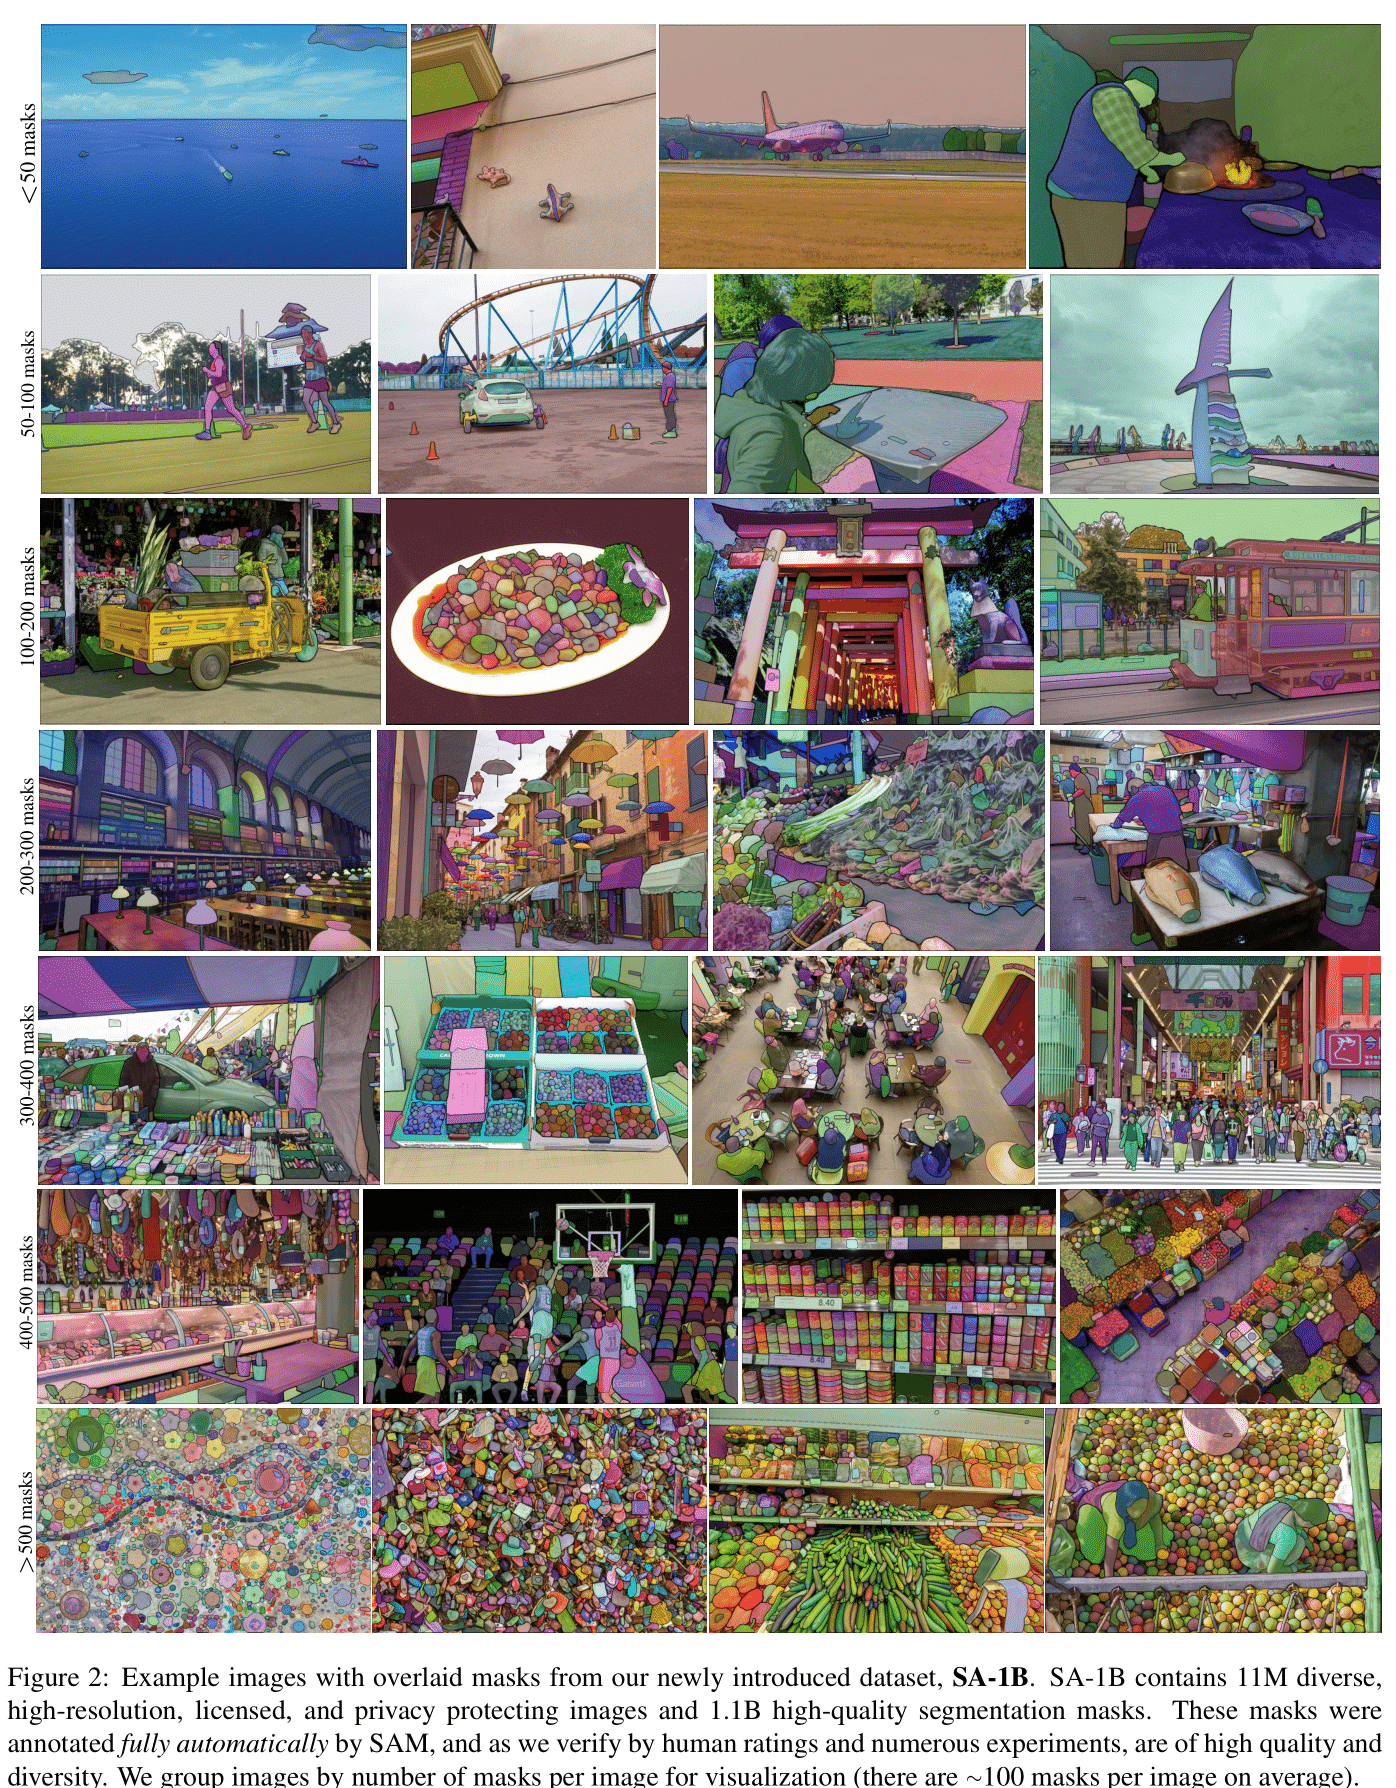 <50 masks
50-100 masks
100-200 masks
200-300 masks
300-400 masks
400-500 masks
8.40
8.40
>500 masks
Figure 2: Example images with overlaid masks from our newly introduced dataset, SA-1B. SA-1B contains 11M diverse,
high-resolution, licensed, and privacy protecting images and 1.1B high-quality segmentation masks. These masks were
annotated fully automatically by SAM, and as we verify by human ratings and numerous experiments, are of high quality and
diversity. We group images by number of masks per image for visualization (there are ∼100 masks per image on average).